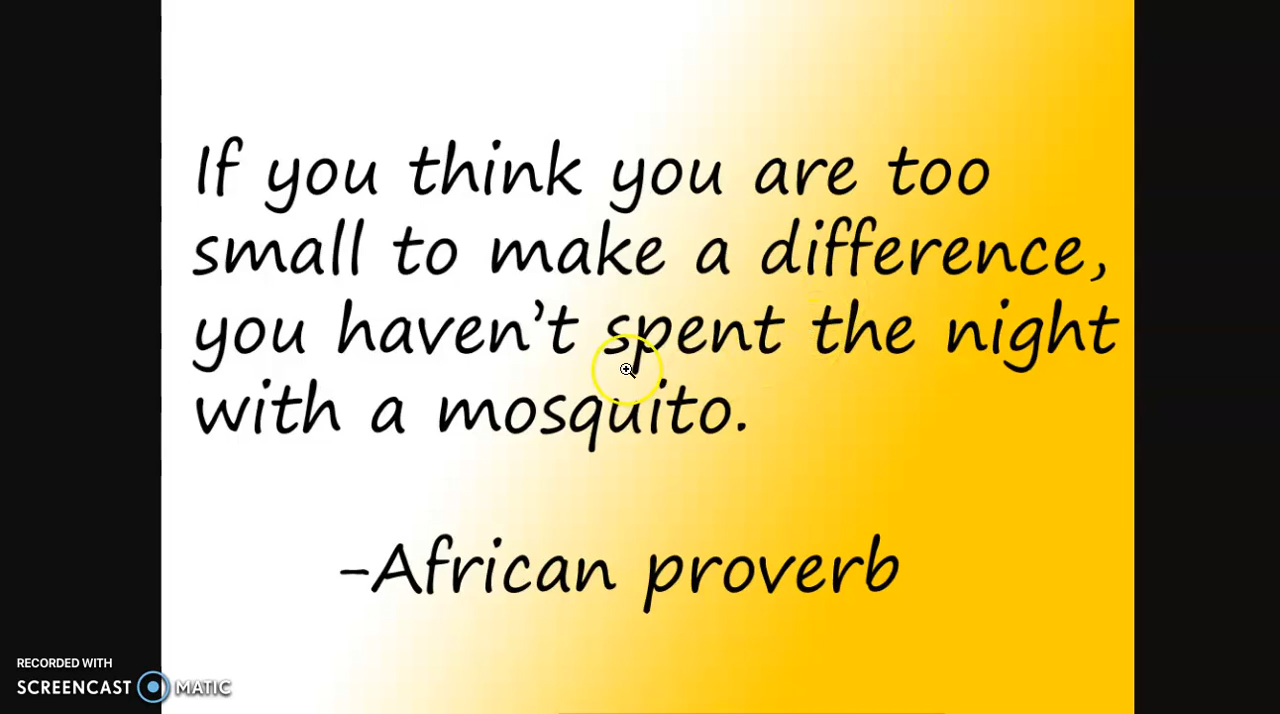 If you think you are too
small to make a difference,
you haven’t spent the night
with a mosquito.
-African proverb
RECORDED WITH
SCREENCAST MATIC